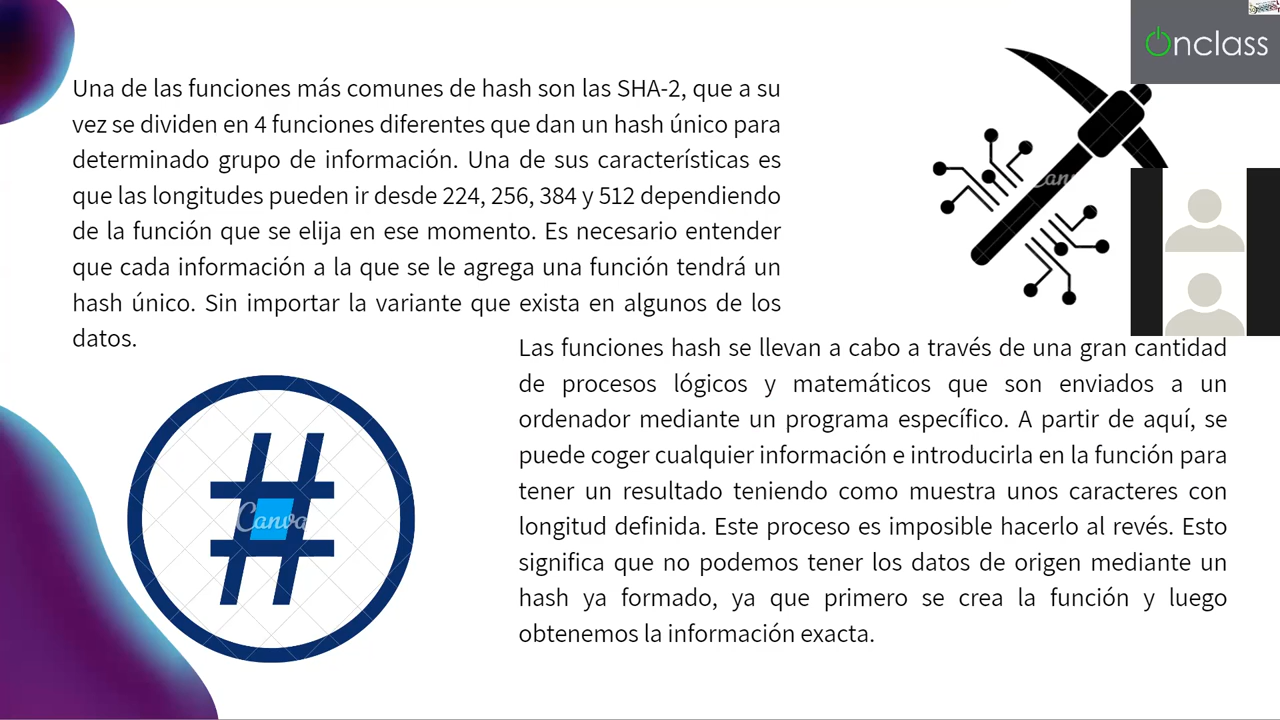 Onclass
Una de las funciones más comunes de hash son las SHA-2, que a su
vez se dividen en 4 funciones diferentes que dan un hash único para
determinado grupo de información. Una de sus características es
que las longitudes pueden ir desde 224, 256, 384 y 512 dependiendo
de la función que se elija en ese momento. Es necesario entender
que cada información a la que se le agrega una función tendrá un
hash único. Sin importar la variante que exista en algunos de los
datos.
Las funciones hash se llevan a cabo a través de una gran cantidad
de procesos lógicos y matemáticos que son enviados a un
ordenador mediante un programa específico. A partir de aquí, se
puede coger cualquier información e introducirla en la función para
tener un resultado teniendo como muestra unos caracteres con
longitud definida. Este proceso es imposible hacerlo al revés. Esto
significa que no podemos tener los datos de origen mediante un
hash ya formado, ya que primero se crea la función y luego
obtenemos la información exacta.
#
Canva